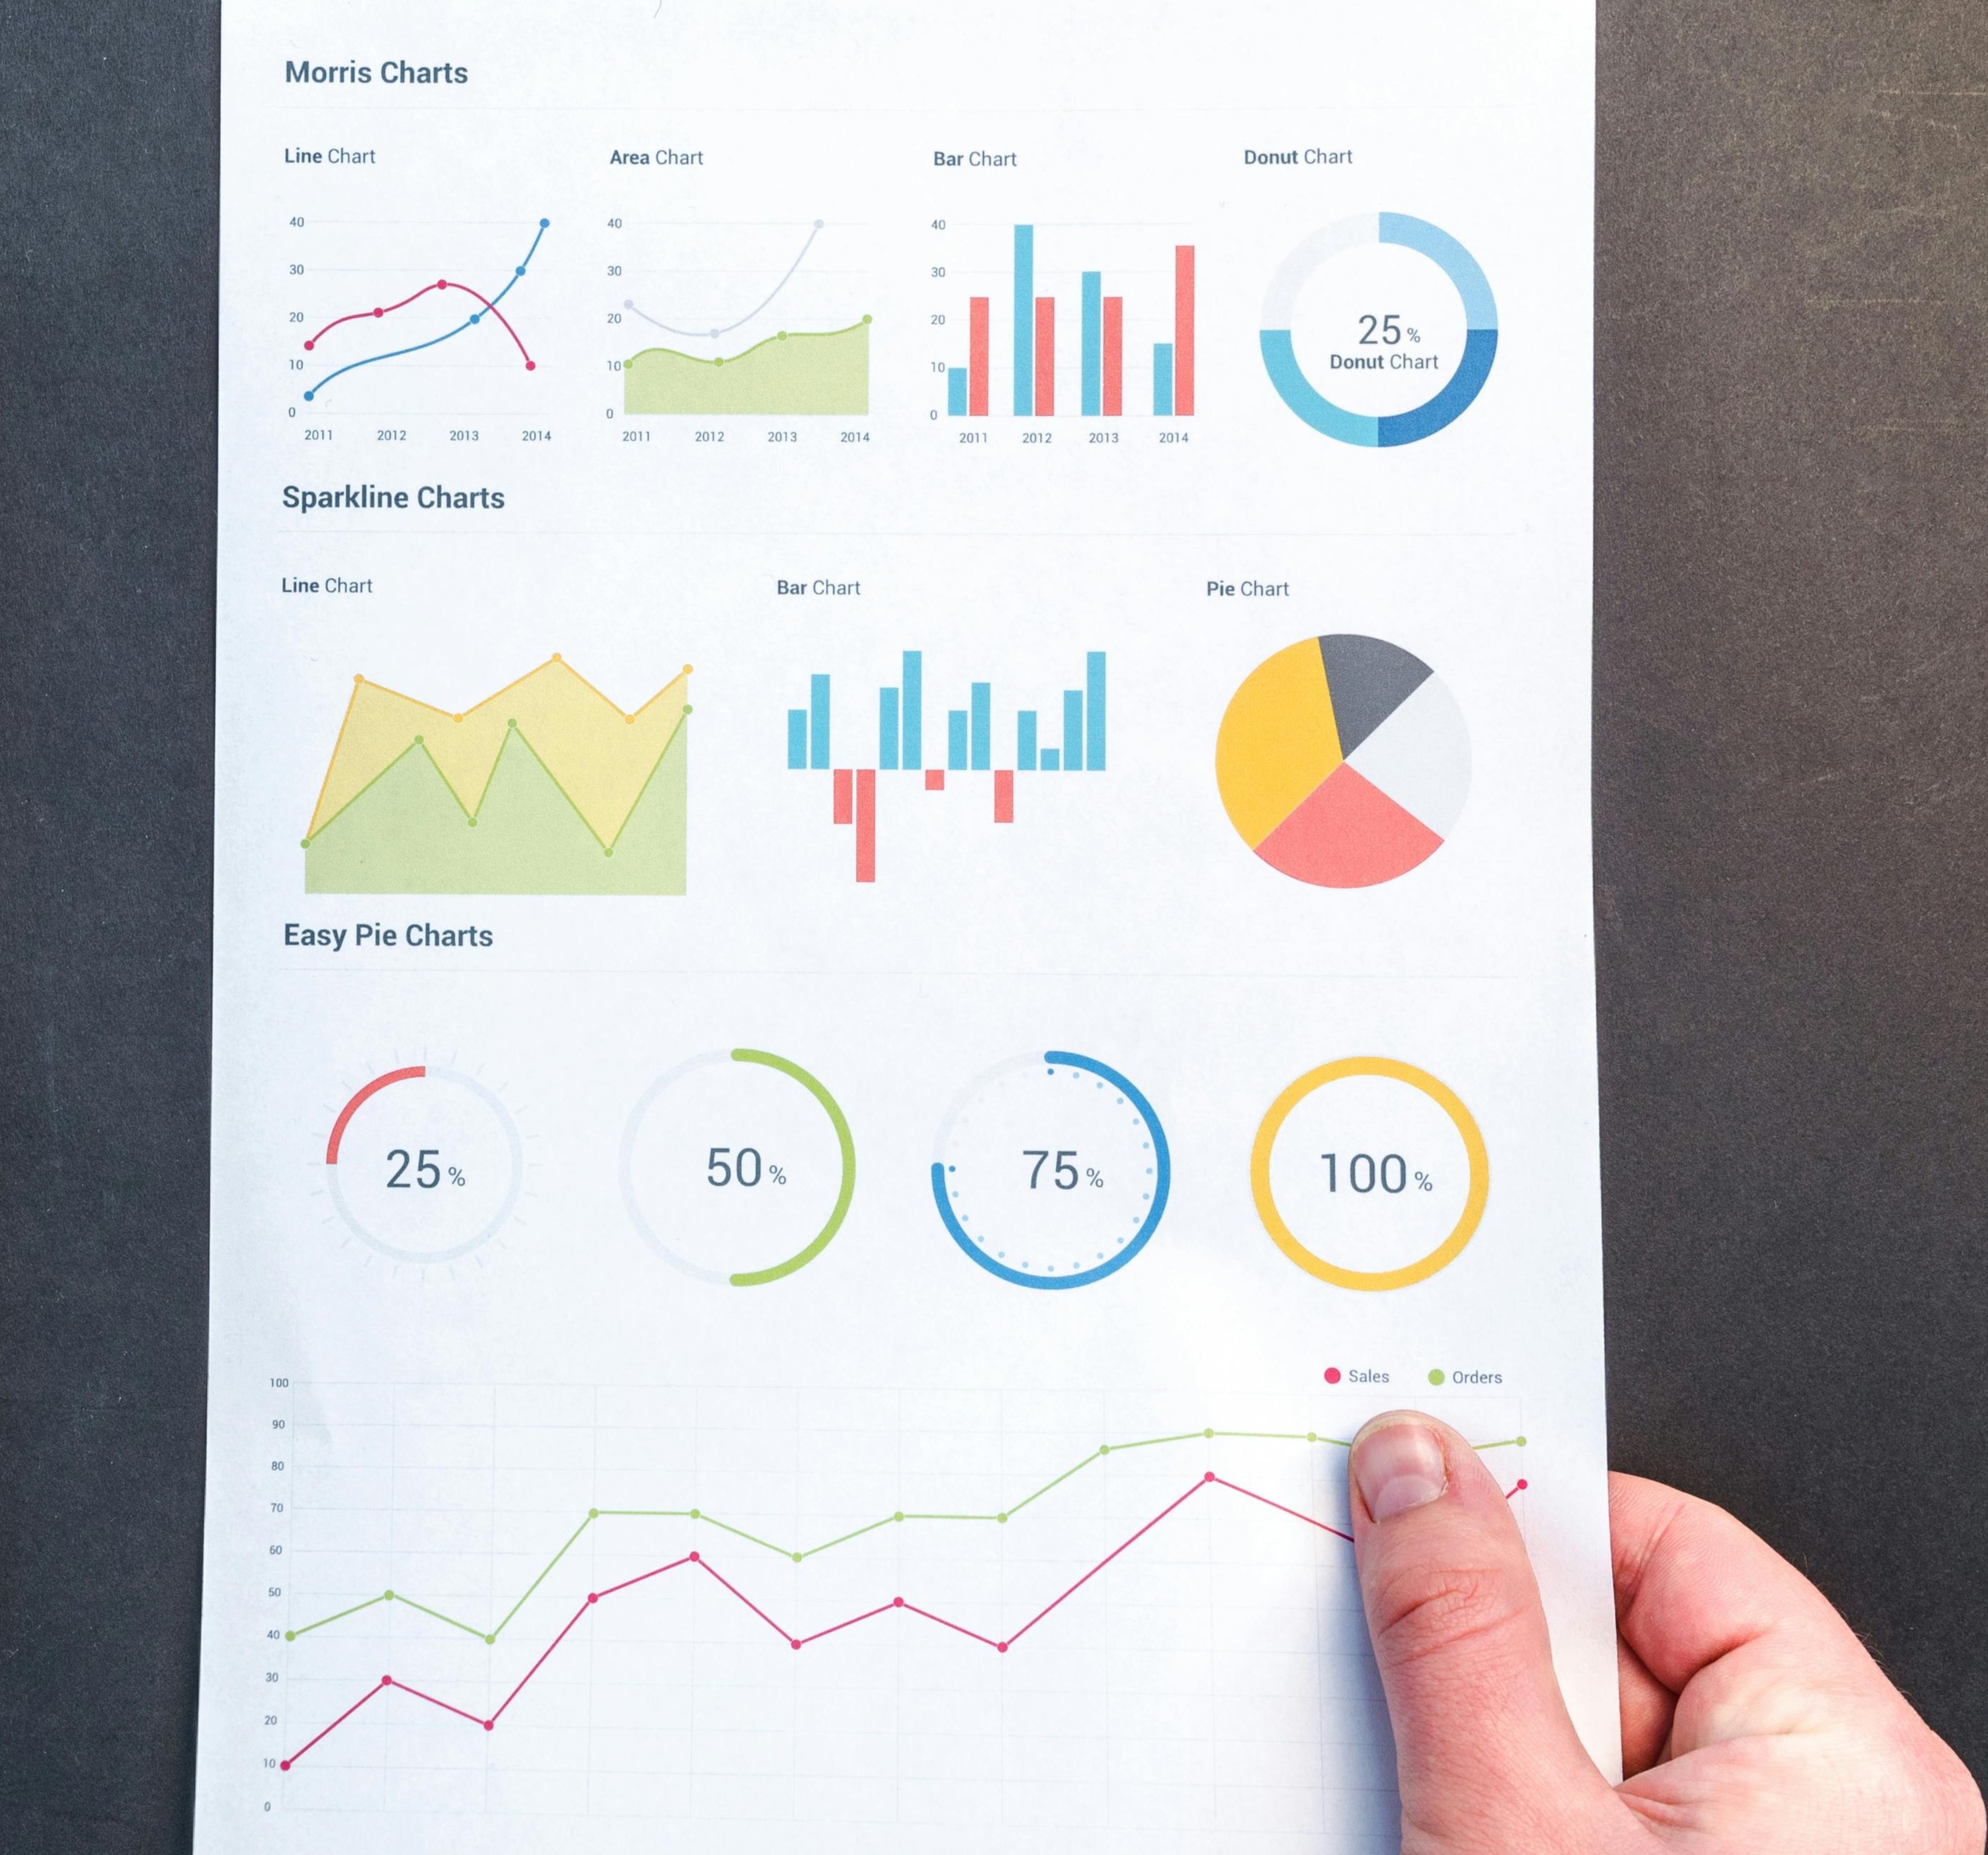 Morris Charts
Line Chart
Area Chart
Bar Chart
Donut Chart
40
30
20
10
0
2011 2012 2013 2014
40
30
20
10
0
2011 2012 2013 2014
40
30
20
10
0
2011 2012 2013 2014
25 %
Donut Chart
Sparkline Charts
Line Chart
Bar Chart
Pie Chart
Easy Pie Charts
25 %
50 %
75 %
100 %
Sales
Orders
100
90
80
70
60
50
40
30
20
10
0